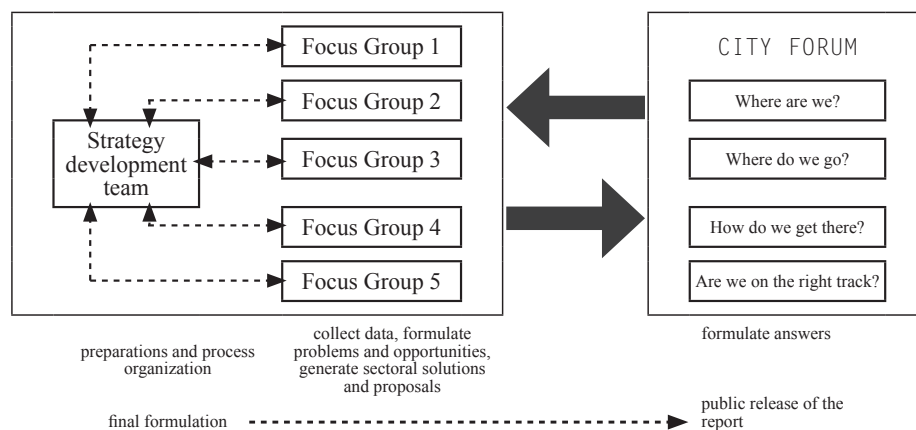 Focus Group 1
Focus Group 2
Focus Group 3
Focus Group 4
Focus Group 5
Strategy
development
team
CITY FORUM
Where are we?
Where do we go?
How do we get there?
Are we on the right track?
preparations and process
organization
collect data, formulate
problems and opportunities,
generate sectoral solutions
and proposals
formulate answers
final formulation
public release of the
report